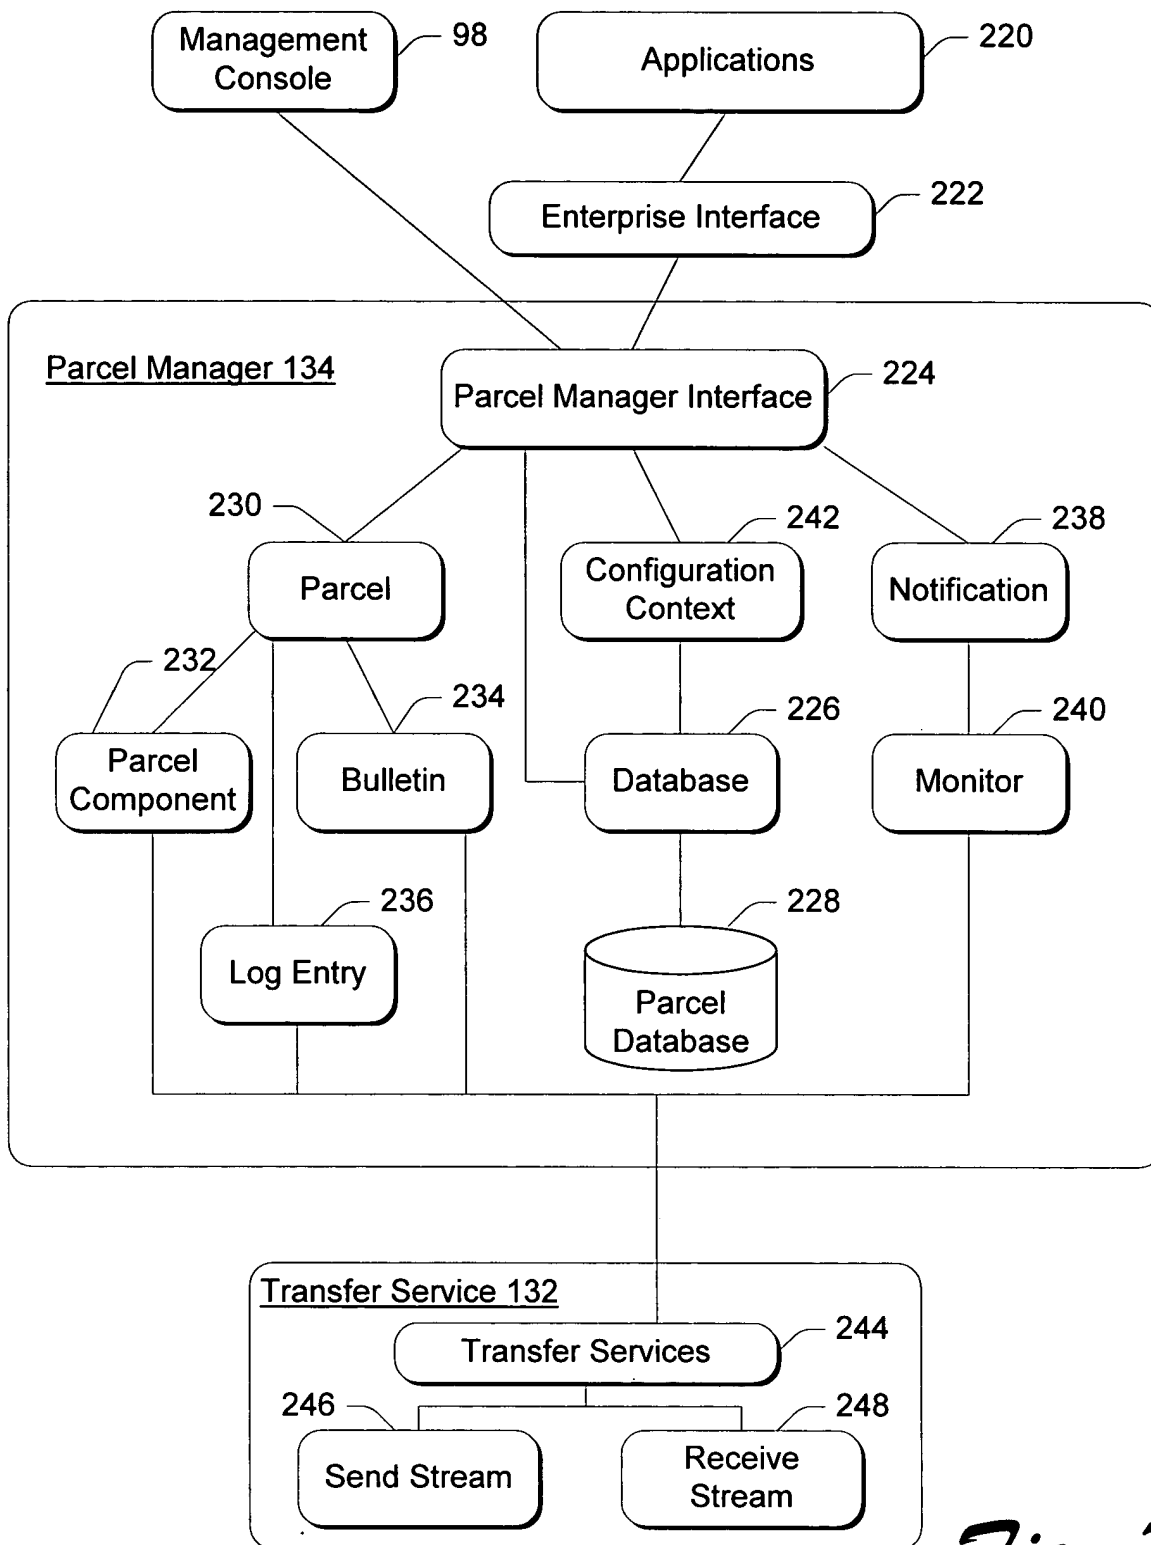 Management
Console
98
Applications
220
Enterprise Interface
222
Parcel Manager 134
Parcel Manager Interface
224
230
Parcel
242
Configuration
Context
238
Notification
232
Parcel
Component
234
Bulletin
226
Database
240
Monitor
236
Log Entry
228
Parcel
Database
Transfer Service 132
Transfer Services
244
246
Send Stream
248
Receive
Stream
Fig.